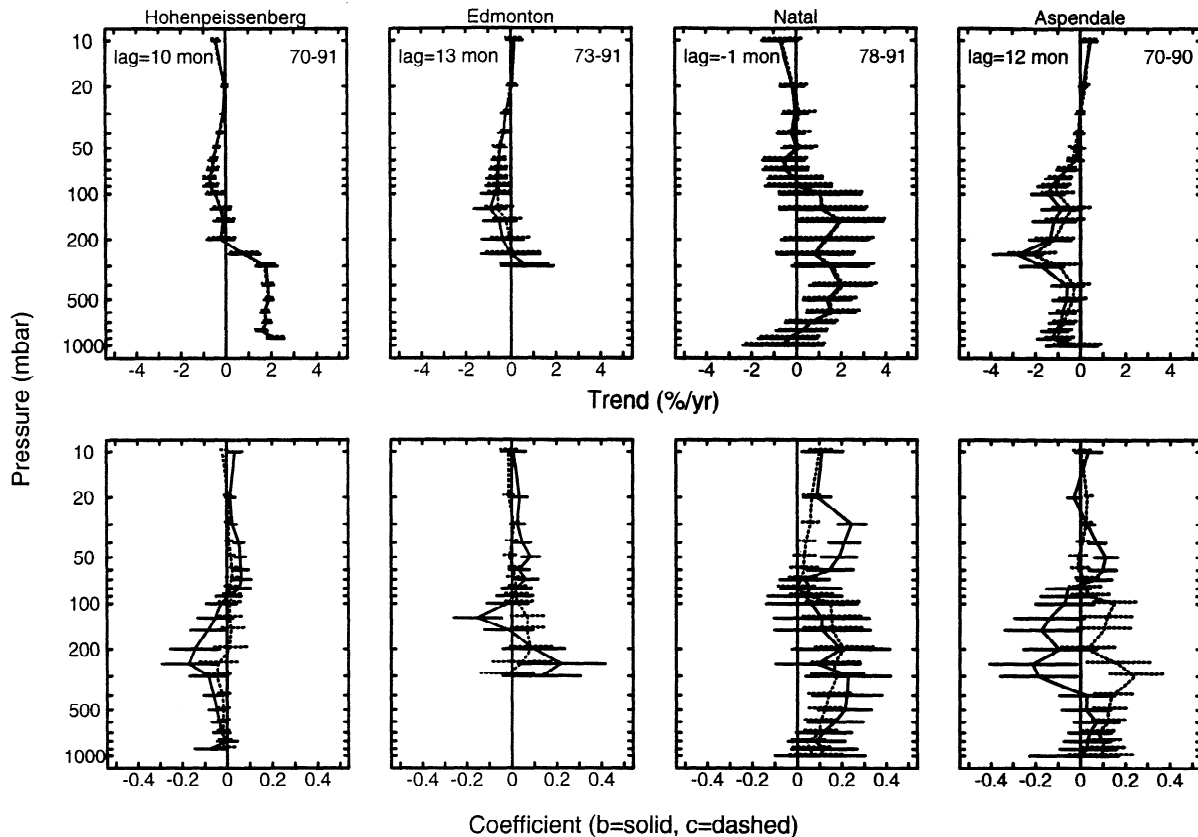 Hohenpeissenberg Edmonton Natal Aspendale
lag=10 mon 70-91 lag=13 mon 73-91 lag=-1 mon 78-91 lag=12 mon 70-90
10
20
50
100
200
500
1000
-4 -2 0 2 4 -4 -2 0 2 4 -4 -2 0 2 4 -4 -2 0 2 4
Trend (%/yr)
Pressure (mbar)
10
20
50
100
200
500
1000
-0.4 -0.2 0 0.2 0.4 -0.4 -0.2 0 0.2 0.4 -0.4 -0.2 0 0.2 0.4 -0.4 -0.2 0 0.2 0.4
Coefficient (b=solid, c=dashed)